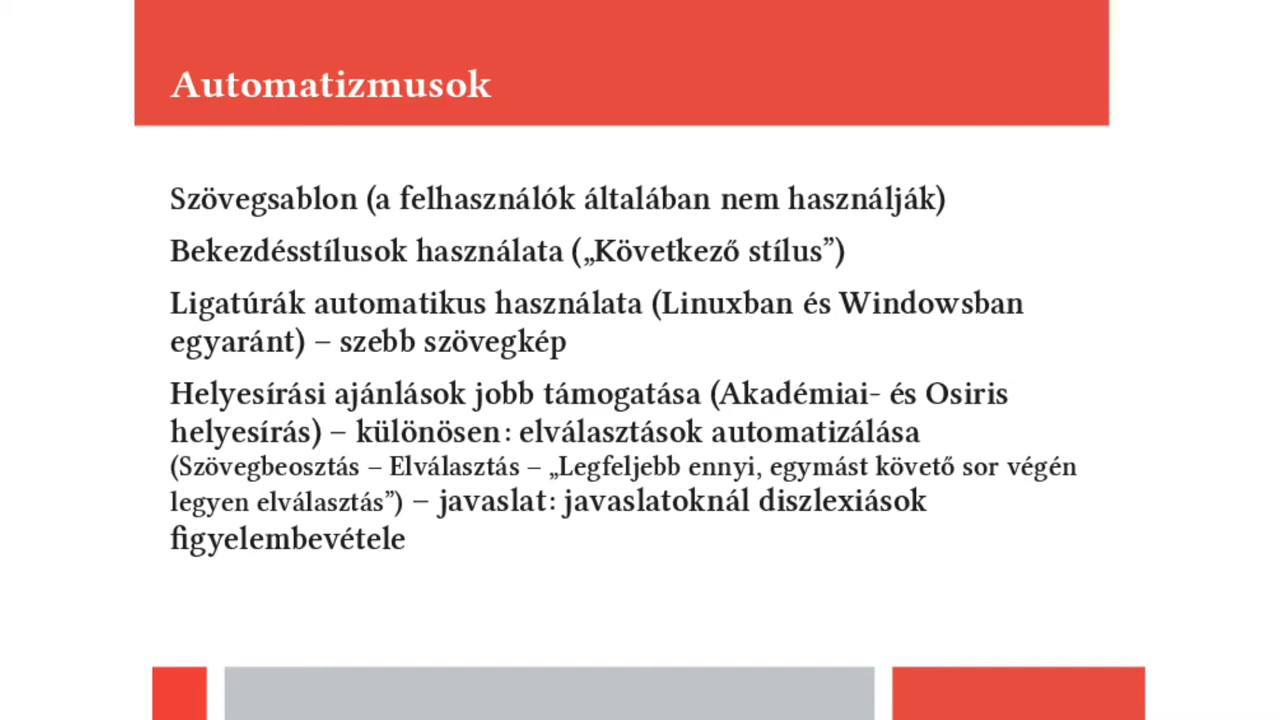 Automatizmusok
Szövegsablon (a felhasználók általában nem használják)
Bekezdésstílusok használata („Következő stílus”)
Ligatúrák automatikus használata (Linuxban és Windowsban
egyaránt) – szebb szövegkép
Helyesírási ajánlások jobb támogatása (Akadémiai- és Osiris
helyesírás) – különösen: elválasztások automatizálása
(Szövegbeosztás – Elválasztás – „Legfeljebb ennyi, egymást követő sor végén
legyen elválasztás”) – javaslat: javaslatoknál diszlexiások
figyelembevétele